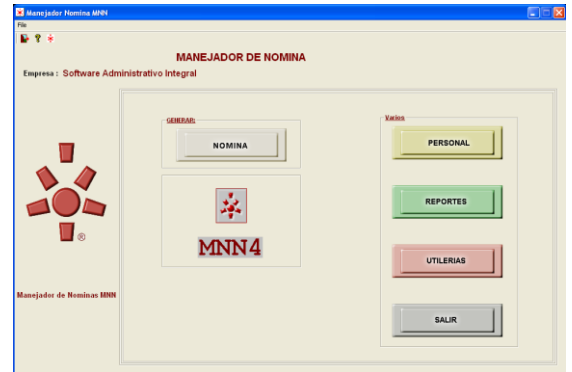 Manejador Nomina MNN
File
MANEJADOR DE NOMINA
Empresa : Software Administrativo Integral
GENERAR:
NOMINA
MNN4
Varios
PERSONAL
REPORTES
UTILERIAS
SALIR
®
Manejador de Nominas MNN